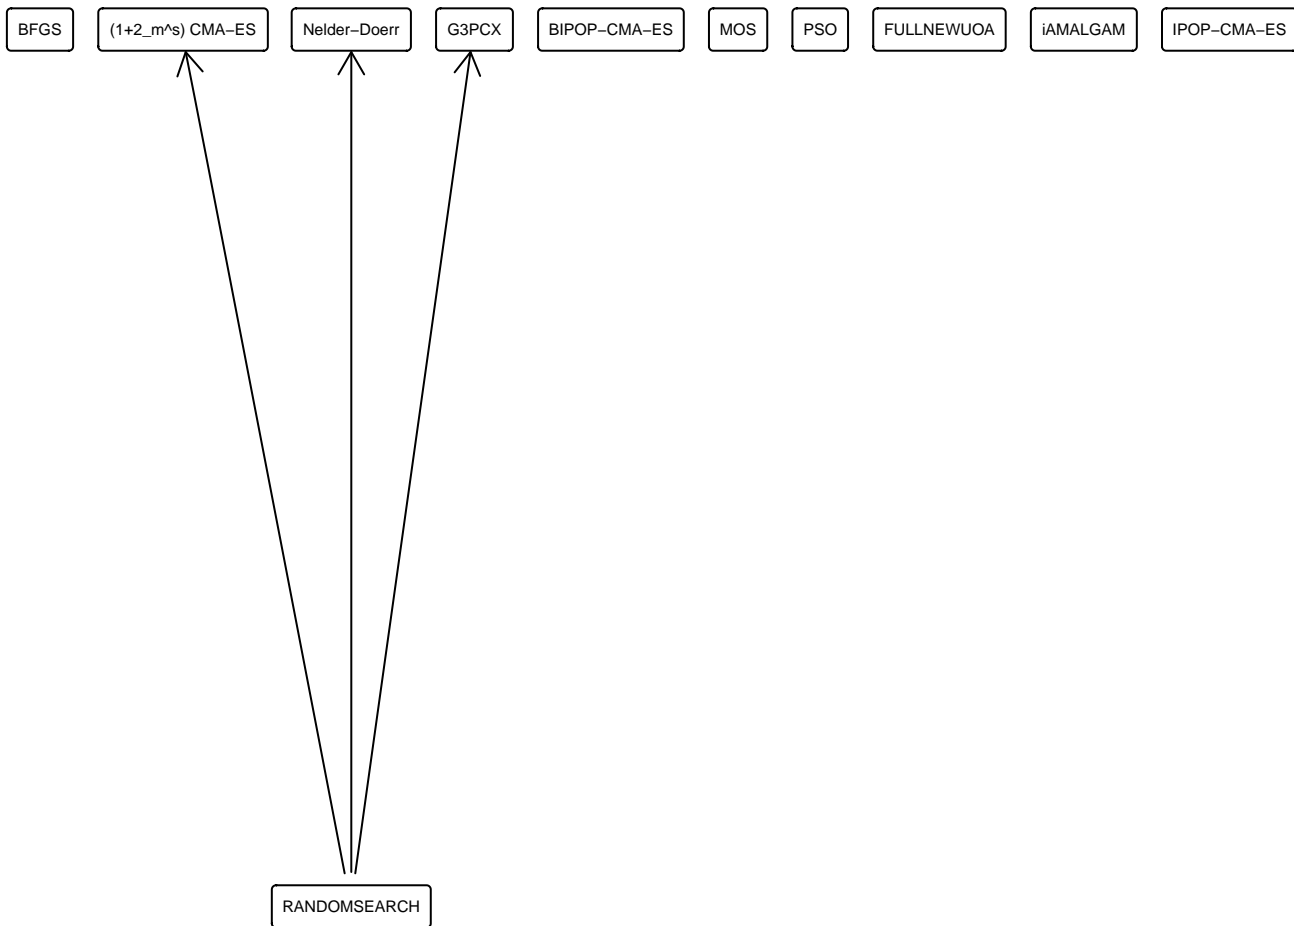 BFGS
(1+2_m^s) CMA−ES
Nelder−Doerr
G3PCX
BIPOP−CMA−ES
MOS
PSO
FULLNEWUOA
iAMALGAM
IPOP−CMA−ES
RANDOMSEARCH